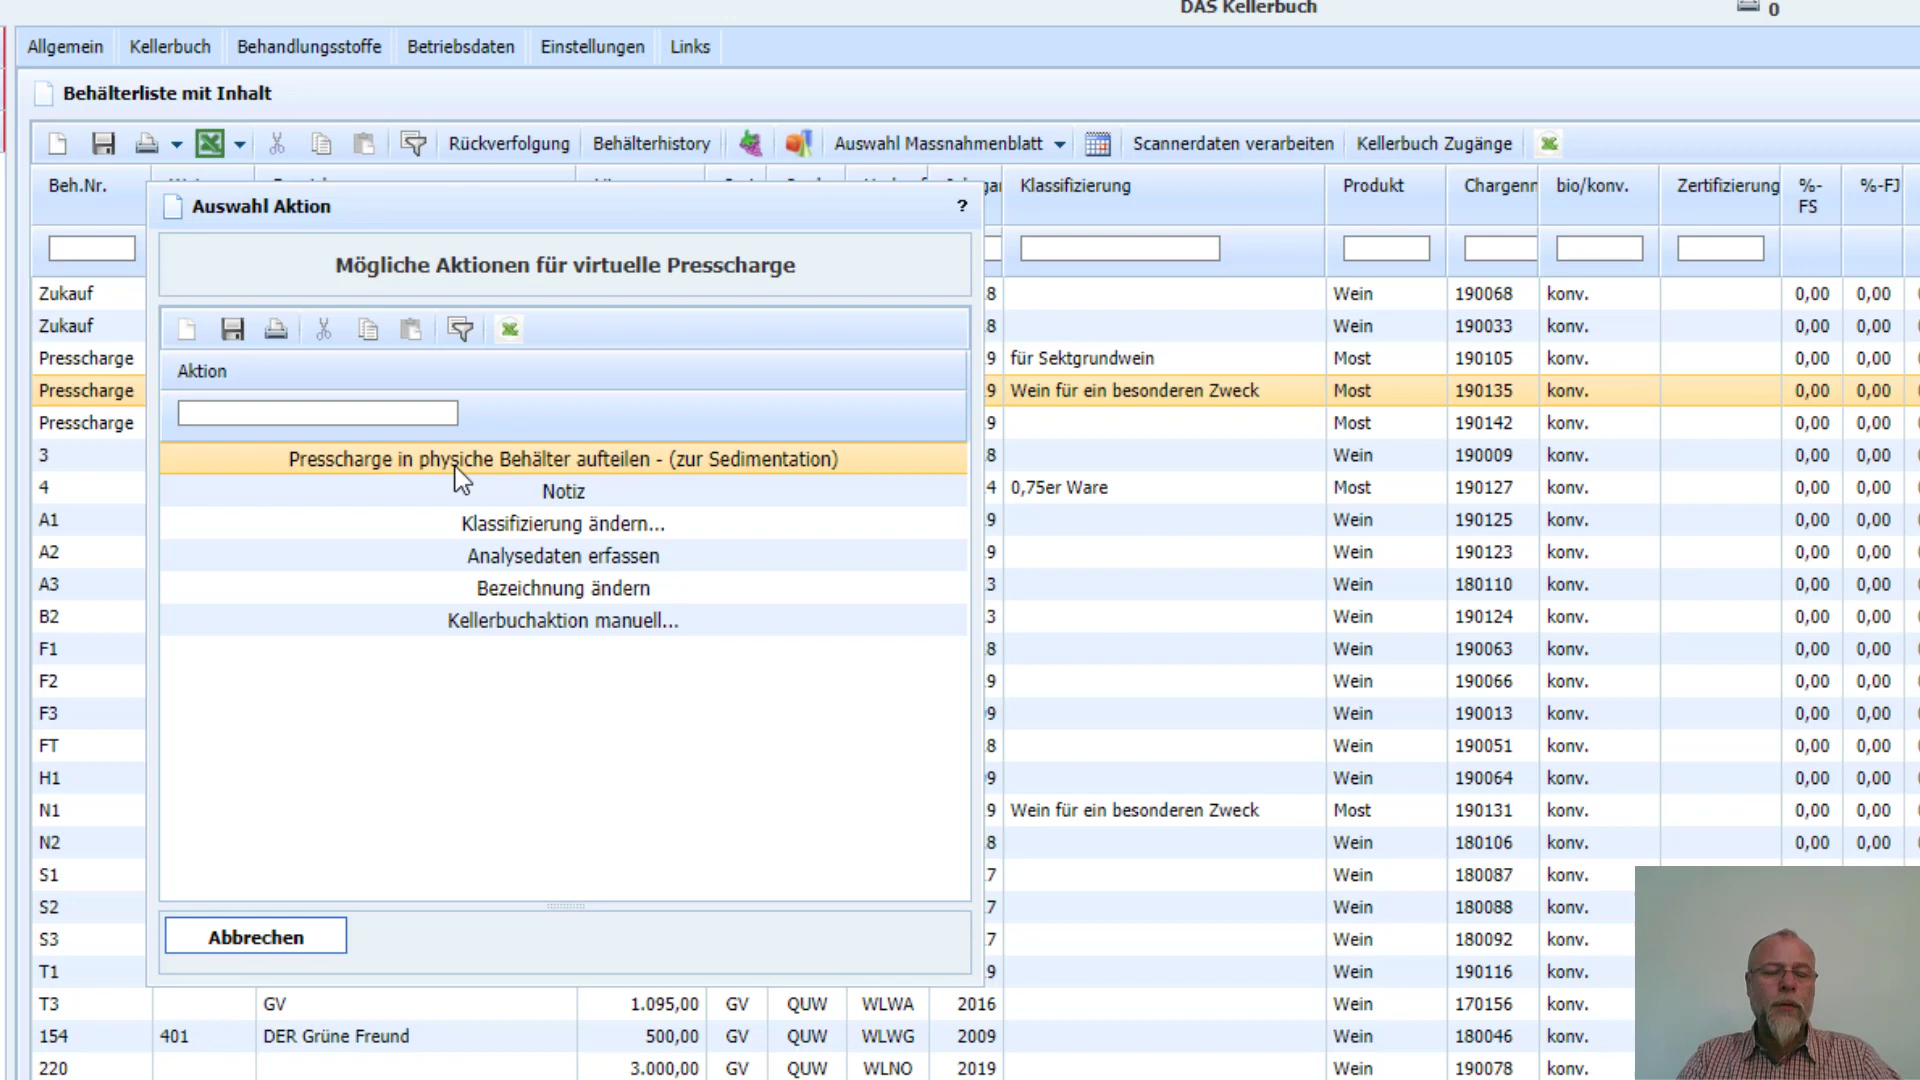 DAS Kellerbuch
0
Allgemein Kellerbuch Behandlungsstoffe Betriebsdaten Einstellungen Links
Behälterliste mit Inhalt
Rückverfolgung Behälterhistory Auswahl Massnahmenblatt Scannerdaten verarbeiten Kellerbuch Zugänge
Beh.Nr. Klassifizierung Produkt Chargenn bio/konv. Zertifizierung %-FS %-FJ
Auswahl Aktion ?
Mögliche Aktionen für virtuelle Presscharge
Aktion
Presscharge in physiche Behälter aufteilen - (zur Sedimentation)
Notiz
Klassifizierung ändern...
Analysedaten erfassen
Bezeichnung ändern
Kellerbuchaktion manuell...
Abbrechen
Zukauf 8 Wein 190068 konv. 0,00 0,00
Zukauf 8 Wein 190033 konv. 0,00 0,00
Presscharge 9 für Sektgrundwein Most 190105 konv. 0,00 0,00
Presscharge 9 Wein für ein besonderen Zweck Most 190135 konv. 0,00 0,00
Presscharge 9 Most 190142 konv. 0,00 0,00
3 8 Wein 190009 konv. 0,00 0,00
4 4 0,75er Ware Most 190127 konv. 0,00 0,00
A1 9 Wein 190125 konv. 0,00 0,00
A2 9 Wein 190123 konv. 0,00 0,00
A3 3 Wein 180110 konv. 0,00 0,00
B2 3 Wein 190124 konv. 0,00 0,00
F1 8 Wein 190063 konv. 0,00 0,00
F2 9 Wein 190066 konv. 0,00 0,00
F3 9 Wein 190013 konv. 0,00 0,00
FT 8 Wein 190051 konv. 0,00 0,00
H1 9 Wein 190064 konv. 0,00 0,00
N1 9 Wein für ein besonderen Zweck Most 190131 konv. 0,00 0,00
N2 8 Wein 180106 konv. 0,00 0,00
S1 7 Wein 180087 konv.
S2 7 Wein 180088 konv.
S3 7 Wein 180092 konv.
T1 9 Wein 190116 konv.
T3 GV 1.095,00 GV QUW WLWA 2016 Wein 170156 konv.
154 401 DER Grüne Freund 500,00 GV QUW WLWG 2009 Wein 180046 konv.
220 3.000,00 GV QUW WLNO 2019 Wein 190078 konv.